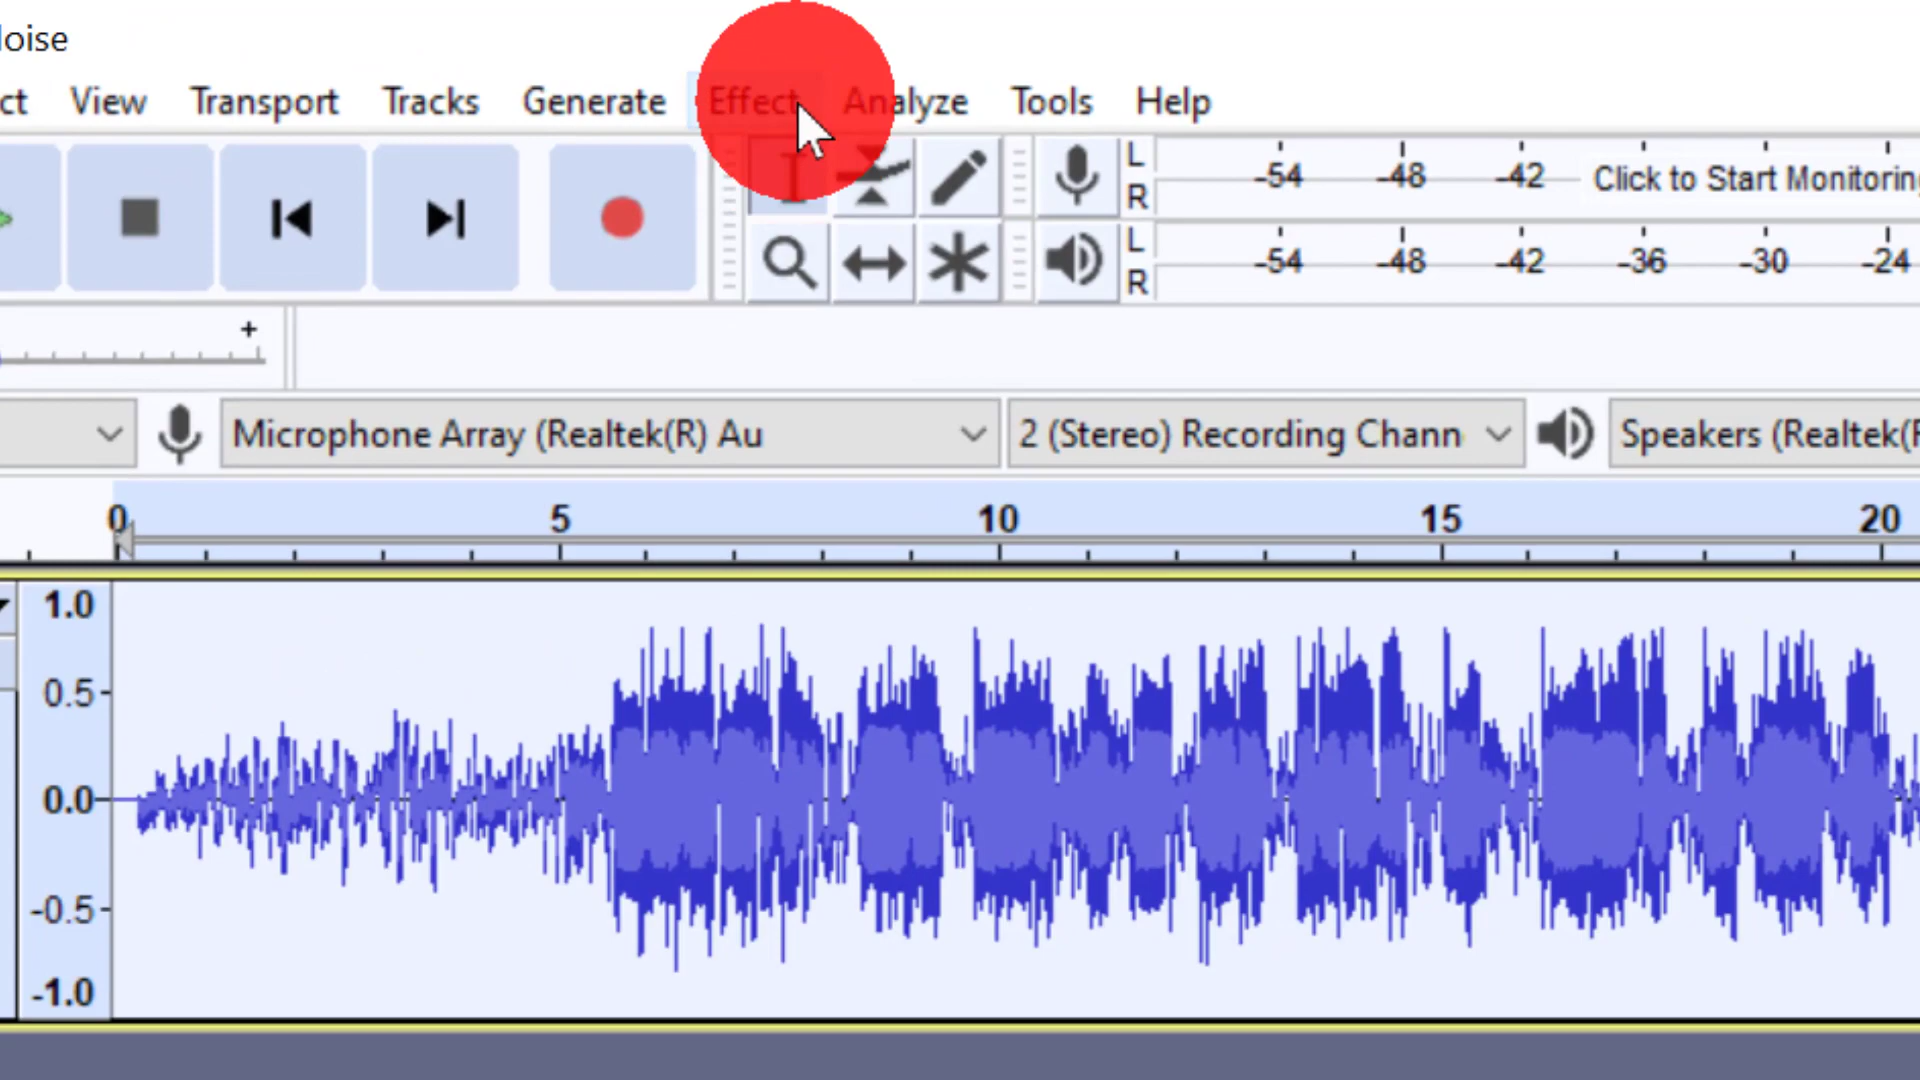 oise
ct View Transport Tracks Generate Effect Analyze Tools Help
L
R
-54 -48 -42 Click to Start Monitoring
L
R
-54 -48 -42 -36 -30 -24
+
Microphone Array (Realtek(R) Au 2 (Stereo) Recording Chann Speakers (Realtek(R
0 5 10 15 20
1.0
0.5
0.0
-0.5
-1.0